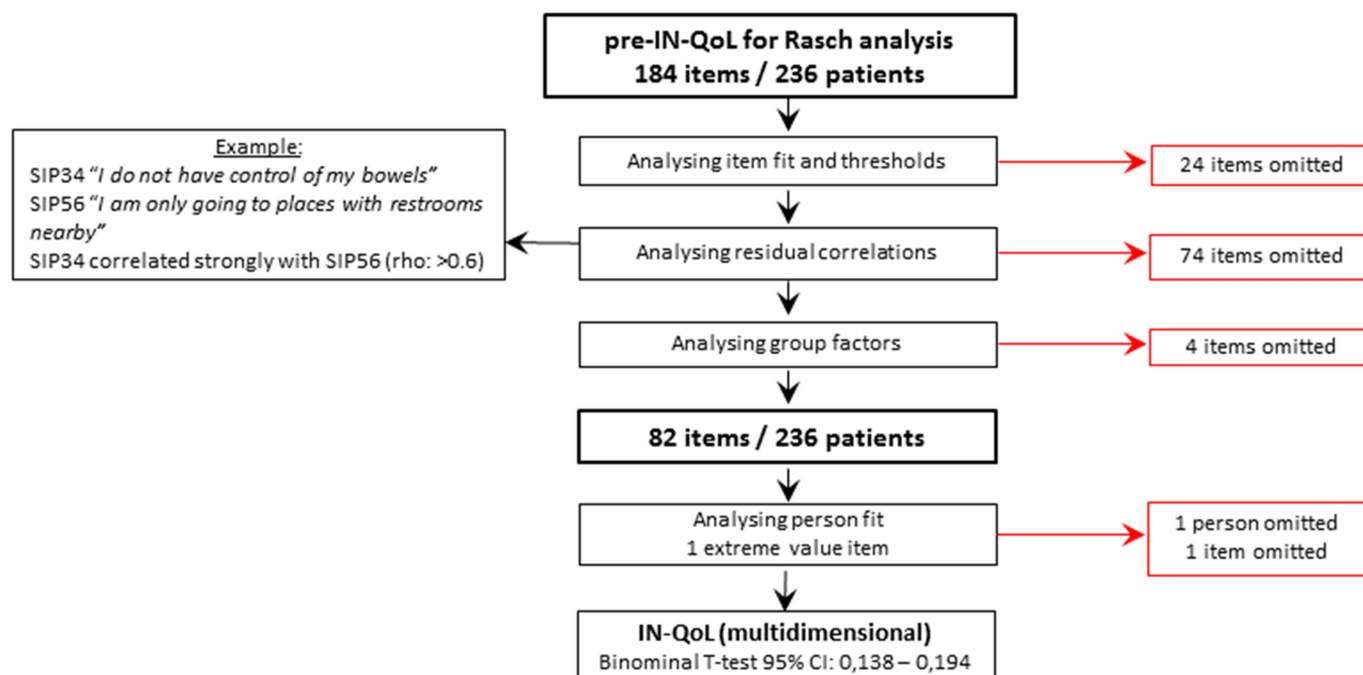 pre-IN-QoL for Rasch analysis
184 items / 236 patients
Analysing item fit and thresholds
24 items omitted
Example:
SIP34 “I do not have control of my bowels”
SIP56 “I am only going to places with restrooms
nearby”
SIP34 correlated strongly with SIP56 (rho: >0.6)
Analysing residual correlations
74 items omitted
Analysing group factors
4 items omitted
82 items / 236 patients
Analysing person fit
1 extreme value item
1 person omitted
1 item omitted
IN-QoL (multidimensional)
Binominal T-test 95% CI: 0,138 – 0,194